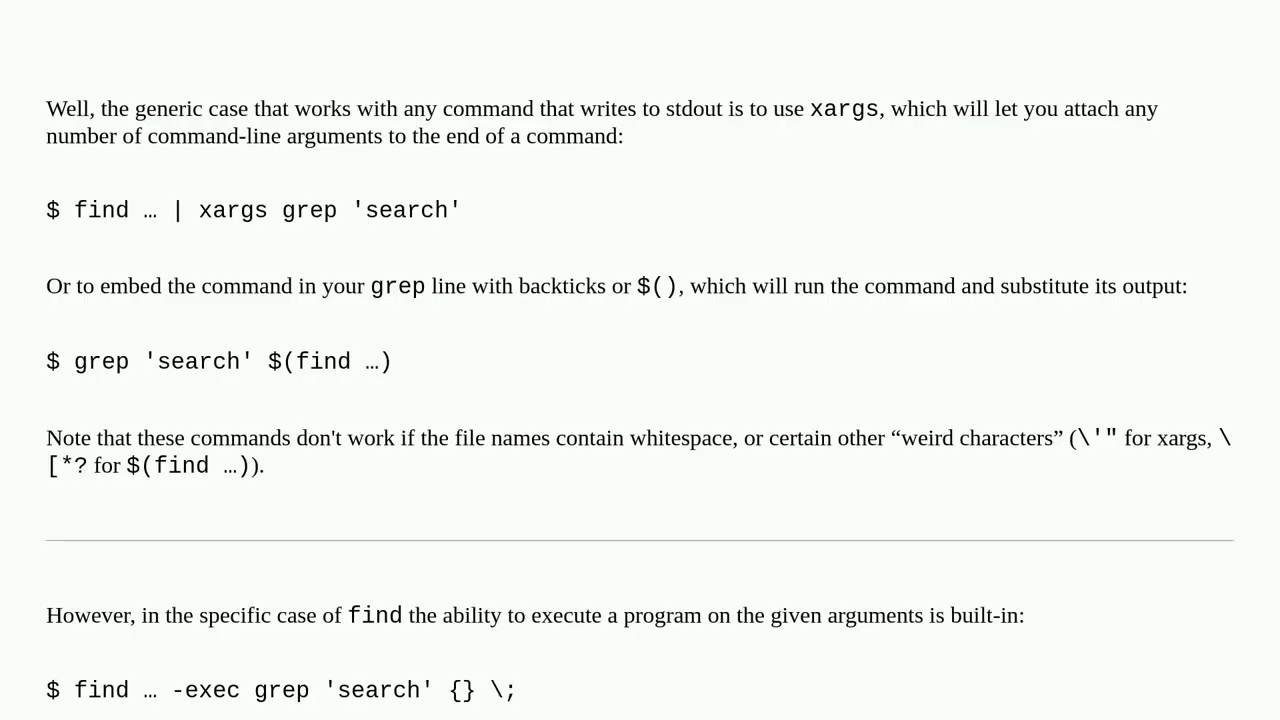 Well, the generic case that works with any command that writes to stdout is to use xargs, which will let you attach any
number of command-line arguments to the end of a command:
$ find … | xargs grep 'search'
Or to embed the command in your grep line with backticks or $(), which will run the command and substitute its output:
$ grep 'search' $(find …)
Note that these commands don't work if the file names contain whitespace, or certain other “weird characters” (\'" for xargs, \
[*? for $(find …)).
However, in the specific case of find the ability to execute a program on the given arguments is built-in:
$ find … -exec grep 'search' {} \;